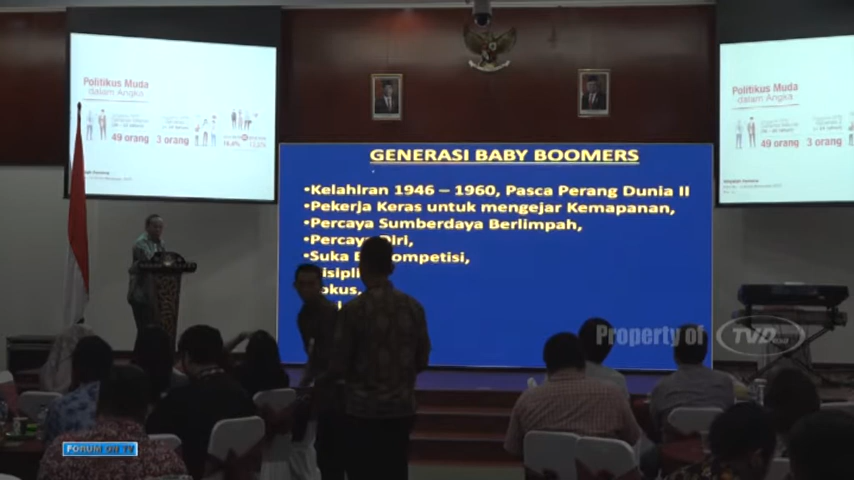 Politikus Muda
dalam Angka
49 orang
3 orang
GENERASI BABY BOOMERS
•Kelahiran 1946 – 1960, Pasca Perang Dunia II
•Pekerja Keras untuk mengejar Kemapanan,
•Percaya Sumberdaya Berlimpah,
•Percaya Diri,
•Suka Berkompetisi,
Politikus Muda
dalam Angka
49 orang
3 orang
Property of TVD
FORUM ON TV